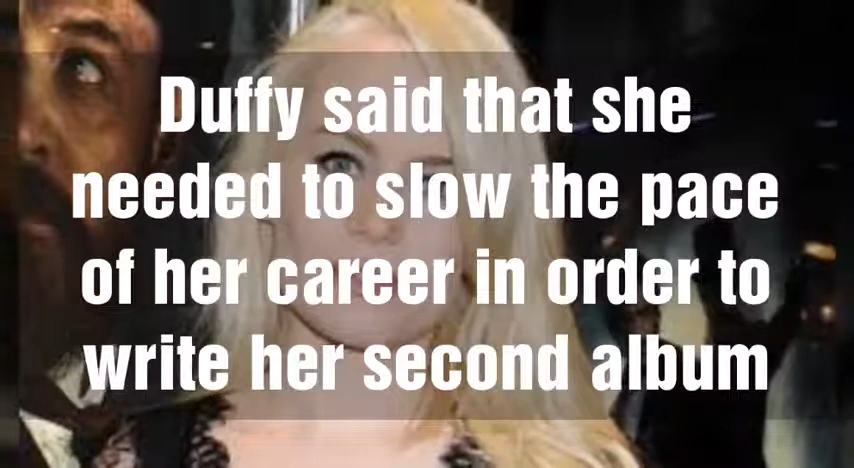 Duffy said that she
needed to slow the pace
of her career in order to
write her second album